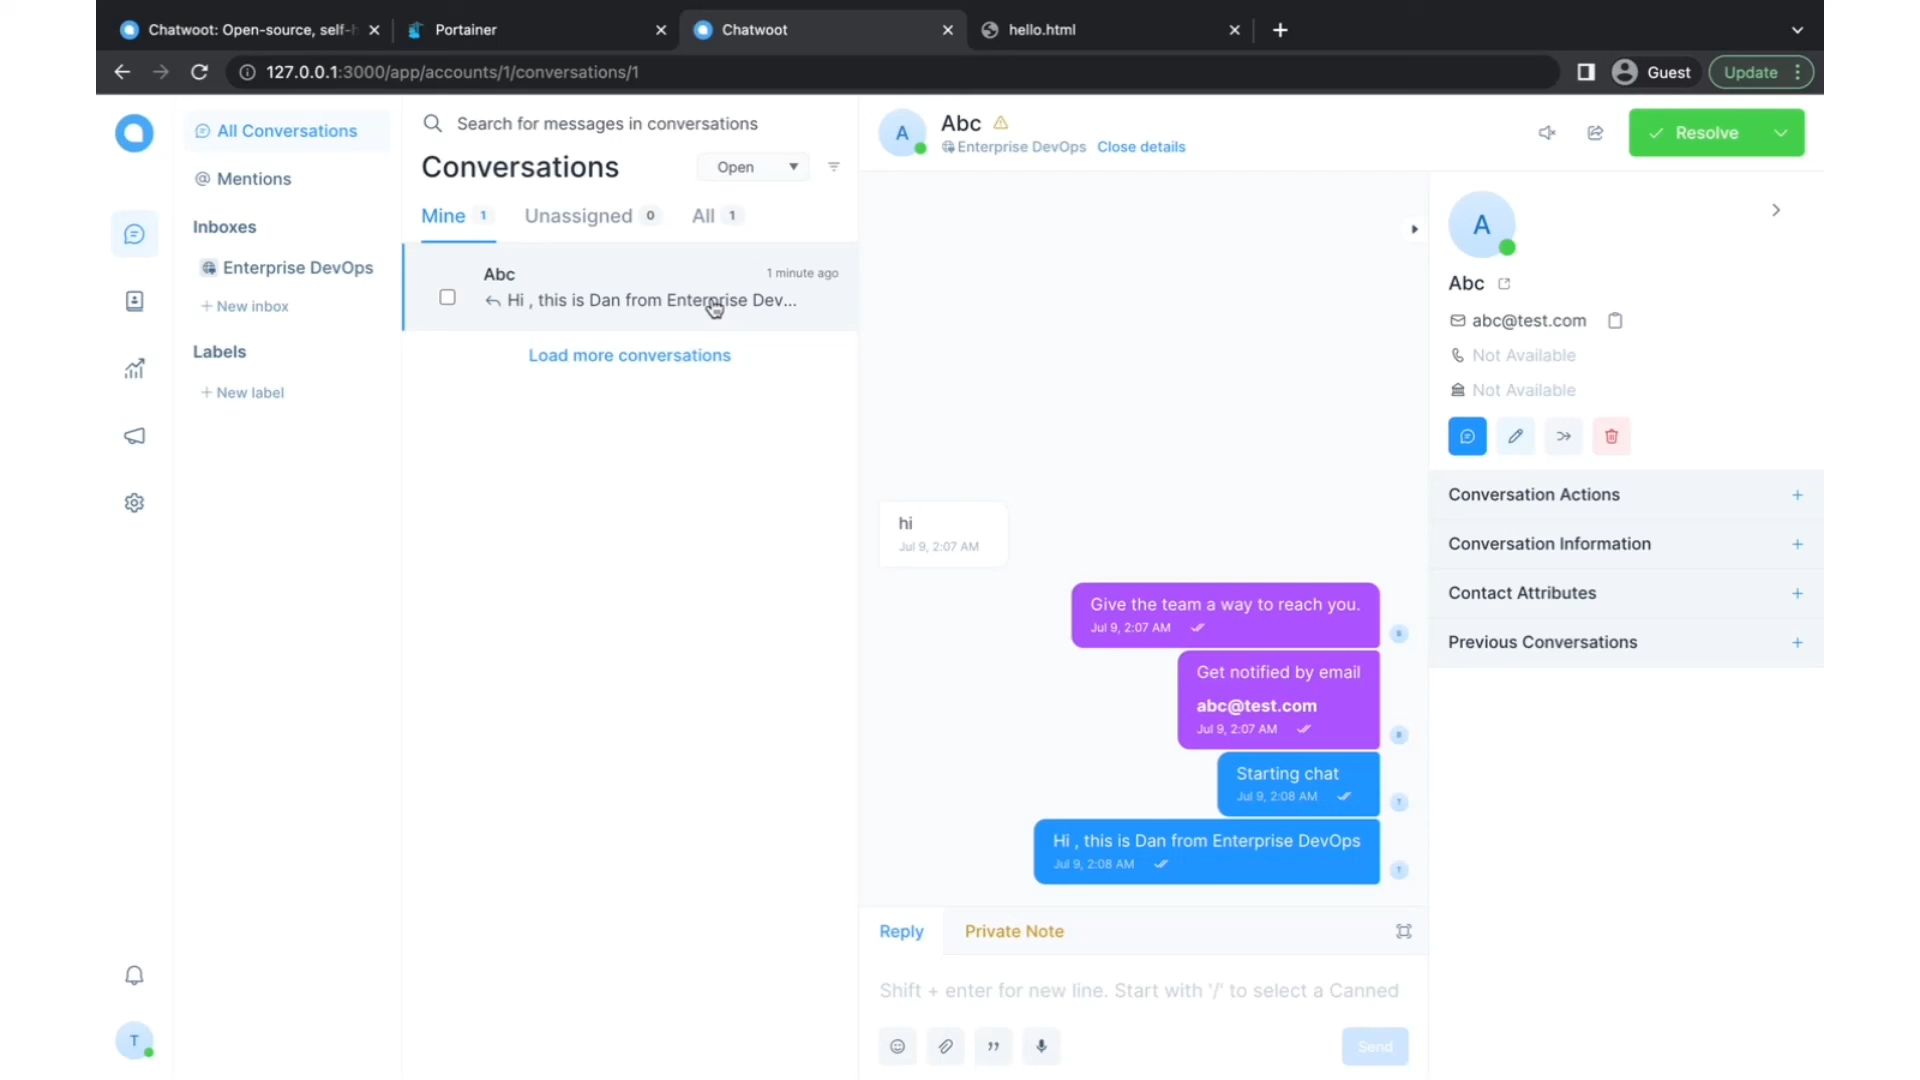 Chatwoot: Open-source, self-h
Portainer
Chatwoot
hello.html
127.0.0.1:3000/app/accounts/1/conversations/1
Guest
Update
All Conversations
@ Mentions
Inboxes
Enterprise DevOps
+ New inbox
Labels
+ New label
T
Search for messages in conversations
Conversations
Open
Mine 1
Unassigned 0
All 1
Abc
1 minute ago
Hi , this is Dan from Enterprise Dev...
Load more conversations
A
Abc
Enterprise DevOps
Close details
Resolve
hi
Jul 9, 2:07 AM
Give the team a way to reach you.
Jul 9, 2:07 AM
B
Get notified by email
abc@test.com
Jul 9, 2:07 AM
B
Starting chat
Jul 9, 2:08 AM
T
Hi , this is Dan from Enterprise DevOps
Jul 9, 2:08 AM
T
Reply
Private Note
Shift + enter for new line. Start with '/' to select a Canned
Send
A
Abc
abc@test.com
Not Available
Not Available
Conversation Actions +
Conversation Information +
Contact Attributes +
Previous Conversations +